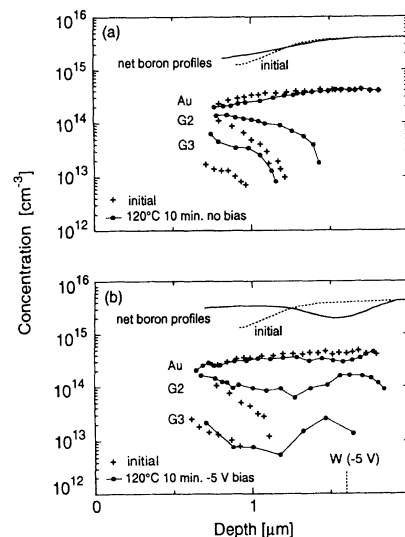 (a)
10^16
10^15
10^14
10^13
10^12
net boron profiles
initial
Au
G2
G3
+ initial
120°C 10 min. no bias
Concentration [cm^-3]
(b)
10^16
10^15
10^14
10^13
10^12
net boron profiles
initial
Au
G2
G3
+ initial
120°C 10 min. -5 V bias
W (-5 V)
0
1
Depth [µm]